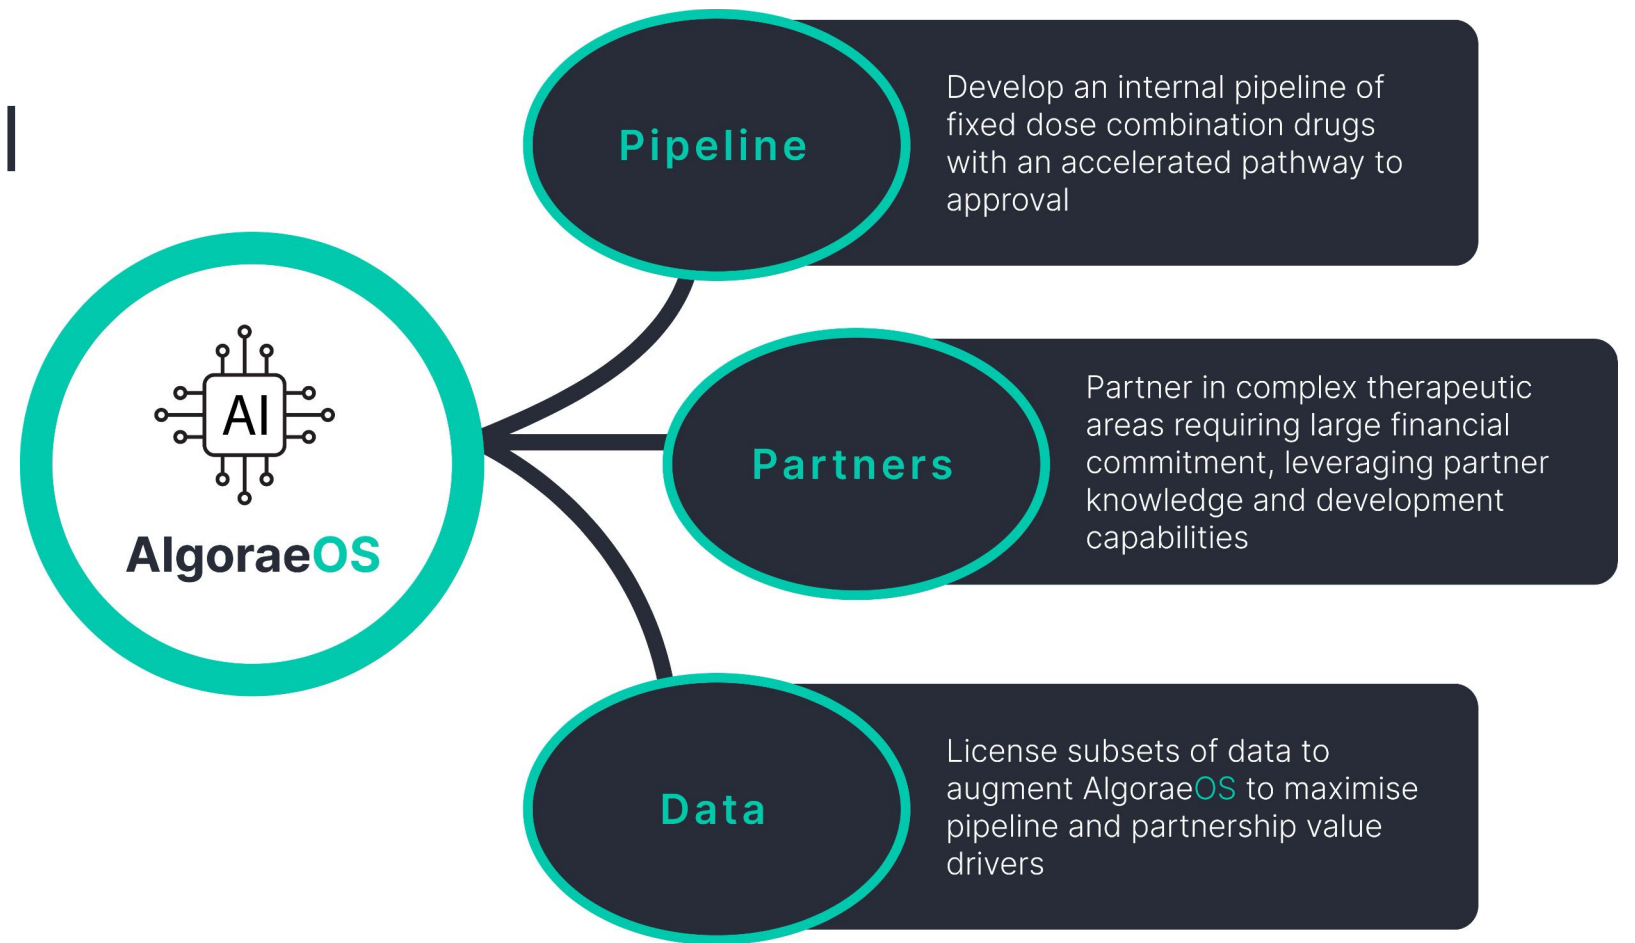 Pipeline
Develop an internal pipeline of
fixed dose combination drugs
with an accelerated pathway to
approval
AI
AlgoraeOS
Partners
Partner in complex therapeutic
areas requiring large financial
commitment, leveraging partner
knowledge and development
capabilities
Data
License subsets of data to
augment AlgoraeOS to maximise
pipeline and partnership value
drivers